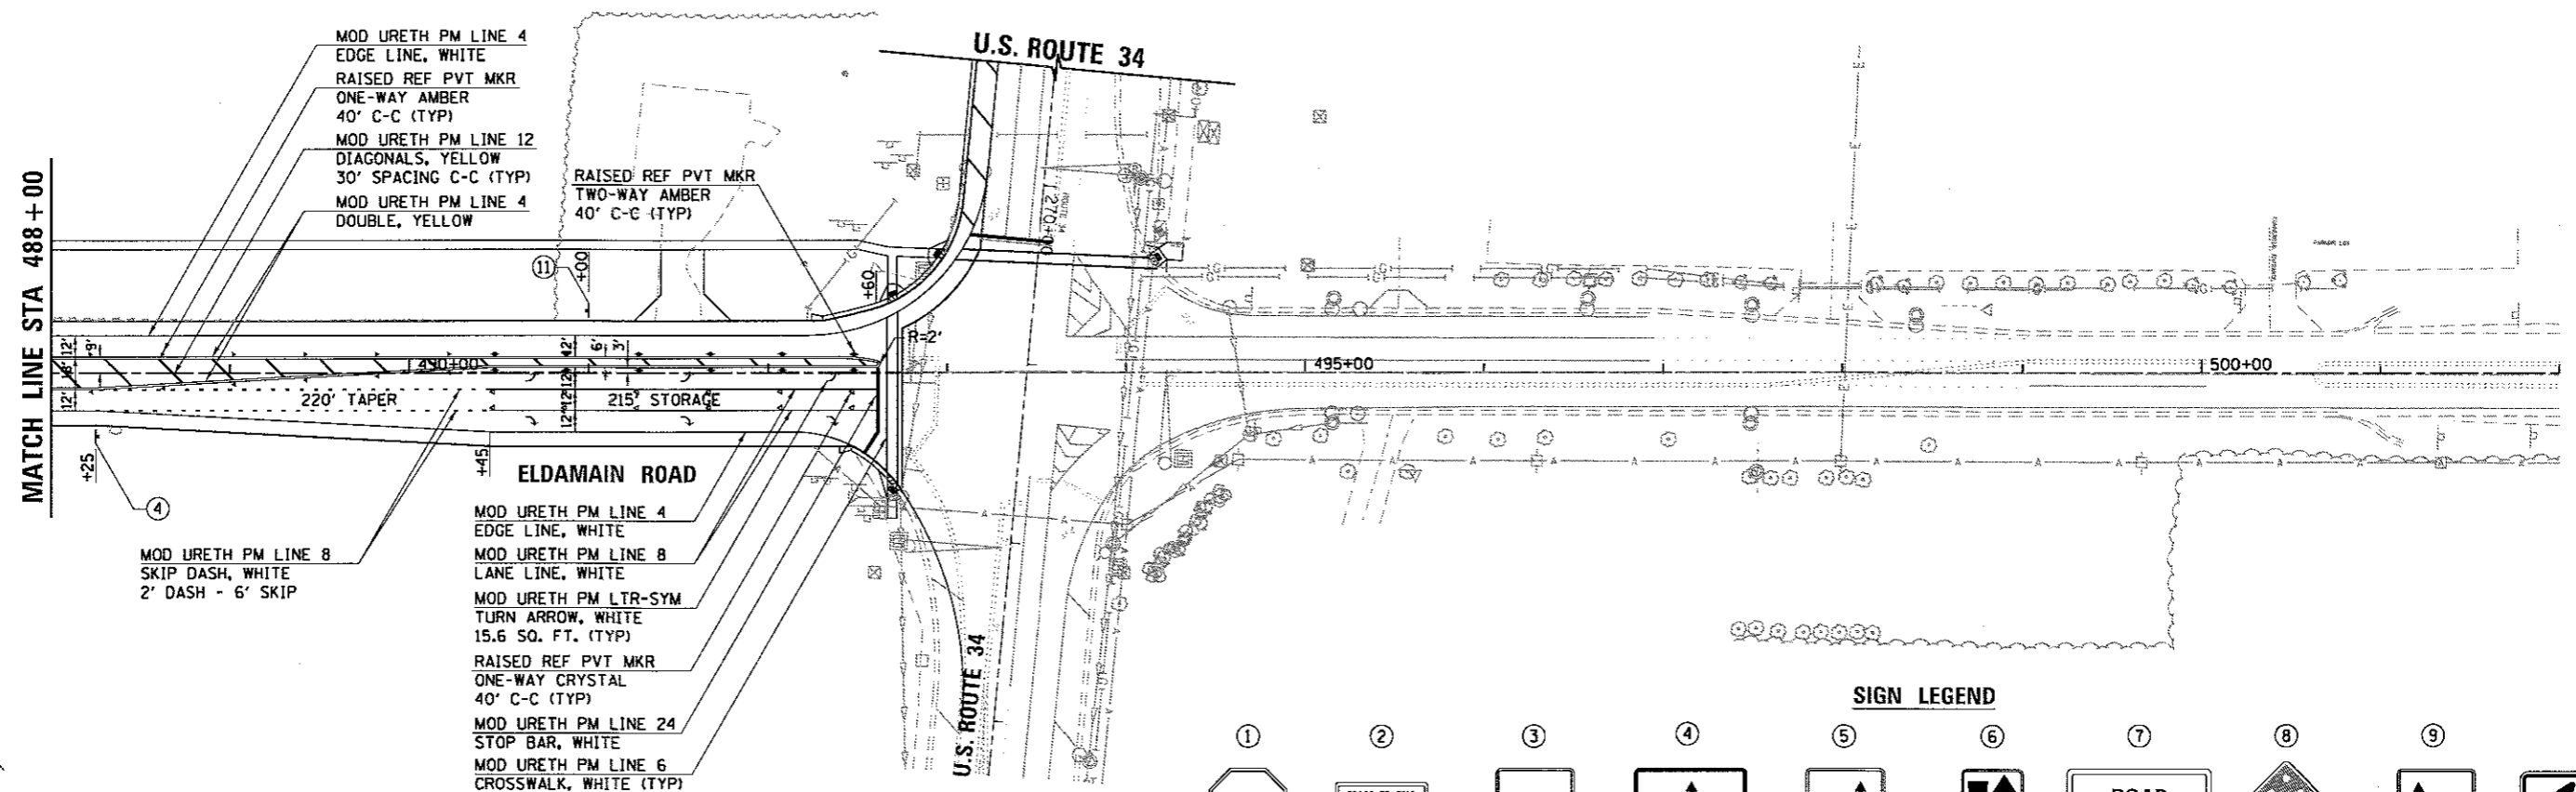 U.S. ROUTE 34
MOD URETH PM LINE 4
EDGE LINE, WHITE
RAISED REF PVT MKR
ONE-WAY AMBER
40' C-C (TYP)
MOD URETH PM LINE 12
DIAGONALS, YELLOW
30' SPACING C-C (TYP)
MOD URETH PM LINE 4
DOUBLE, YELLOW
RAISED REF PVT MKR
TWO-WAY AMBER
40' C-C (TYP)
MATCH LINE STA 488+00
11
+00
+60
1270+00
ROUTE 34
R=2'
12'
9'
12'
6'
3'
490+00
495+00
500+00
12'
220' TAPER
12'
12'
215' STORAGE
+25
+45
4
ELDAMAIN ROAD
MOD URETH PM LINE 8
SKIP DASH, WHITE
2' DASH - 6' SKIP
MOD URETH PM LINE 4
EDGE LINE, WHITE
MOD URETH PM LINE 8
LANE LINE, WHITE
MOD URETH PM LTR-SYM
TURN ARROW, WHITE
15.6 SQ. FT. (TYP)
RAISED REF PVT MKR
ONE-WAY CRYSTAL
40' C-C (TYP)
MOD URETH PM LINE 24
STOP BAR, WHITE
MOD URETH PM LINE 6
CROSSWALK, WHITE (TYP)
U.S. ROUTE 34
SIGN LEGEND
1 2 3 4 5 6 7 8 9
ROAD